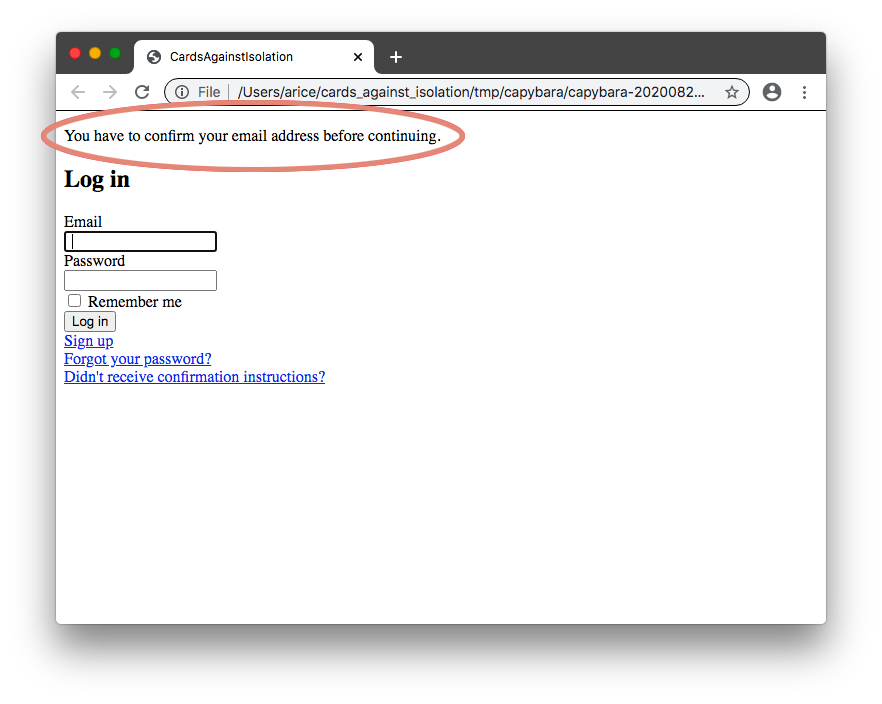 CardsAgainstIsolation
File /Users/arice/cards_against_isolation/tmp/capybara/capybara-2020082...
You have to confirm your email address before continuing.
Log in
Email
Password
Remember me
Log in
Sign up
Forgot your password?
Didn't receive confirmation instructions?